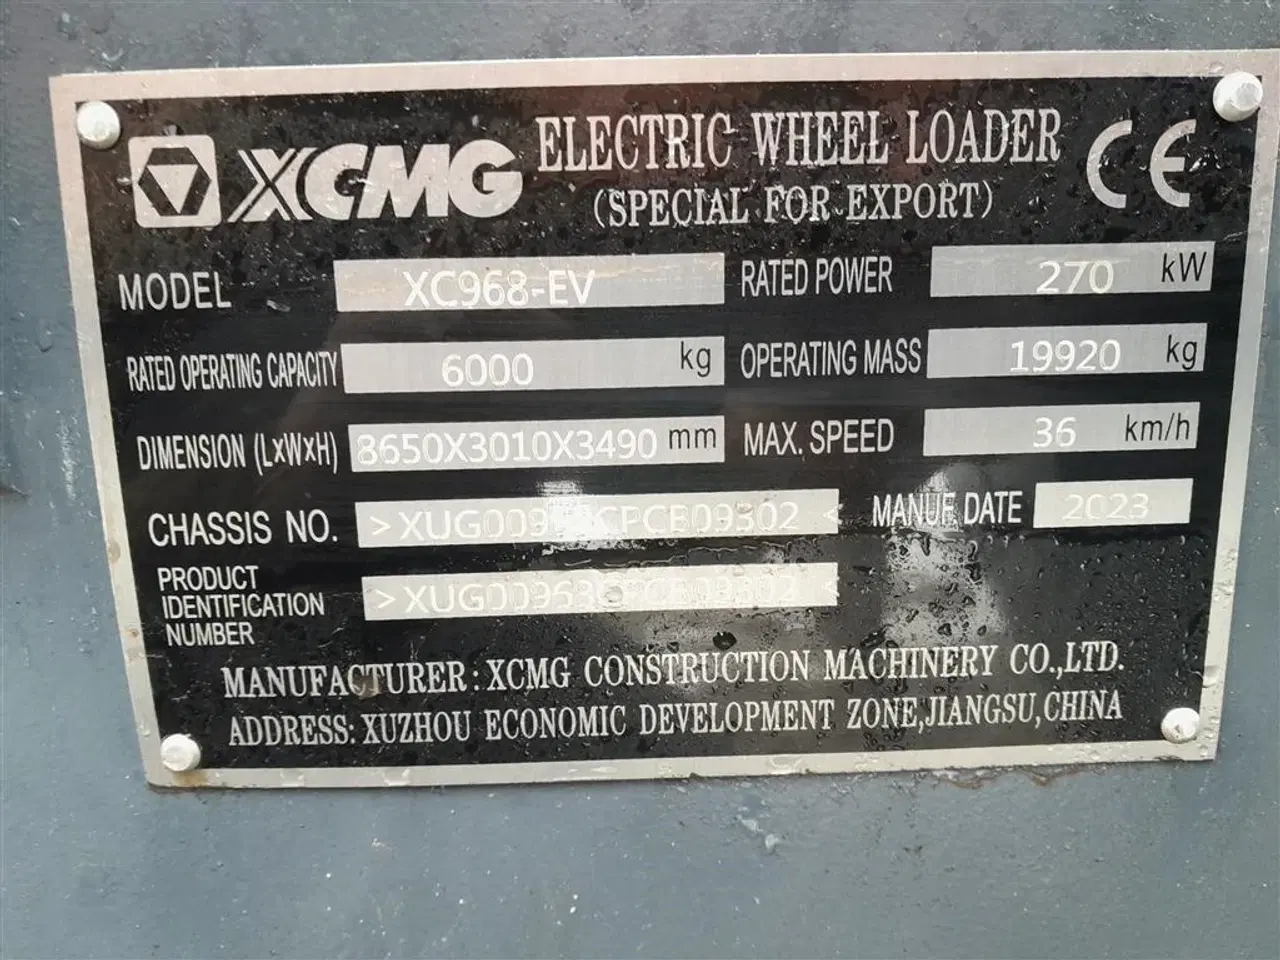 XCMG ELECTRIC WHEEL LOADER CE
(SPECIAL FOR EXPORT)
MODEL XC968-EV RATED POWER 270 kW
RATED OPERATING CAPACITY 6000 kg OPERATING MASS 19920 kg
DIMENSION (LxWxH) 8650X3010X3490 mm MAX. SPEED 36 km/h
CHASSIS NO. MANUF. DATE 2023
PRODUCT
IDENTIFICATION
NUMBER
MANUFACTURER: XCMG CONSTRUCTION MACHINERY CO.,LTD.
ADDRESS: XUZHOU ECONOMIC DEVELOPMENT ZONE,JIANGSU,CHINA